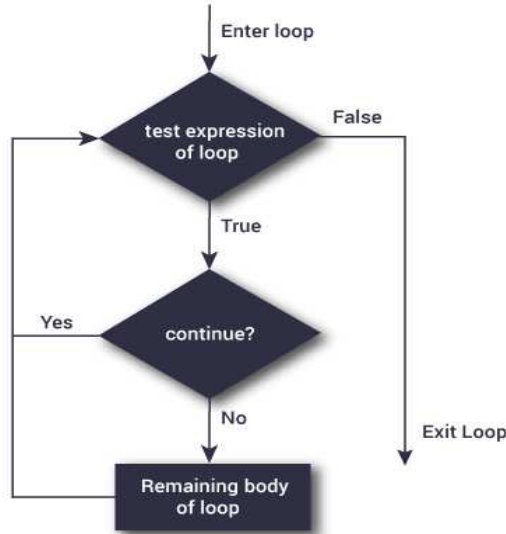 Enter loop
test expression
of loop
False
True
Yes
continue?
No
Exit Loop
Remaining body
of loop